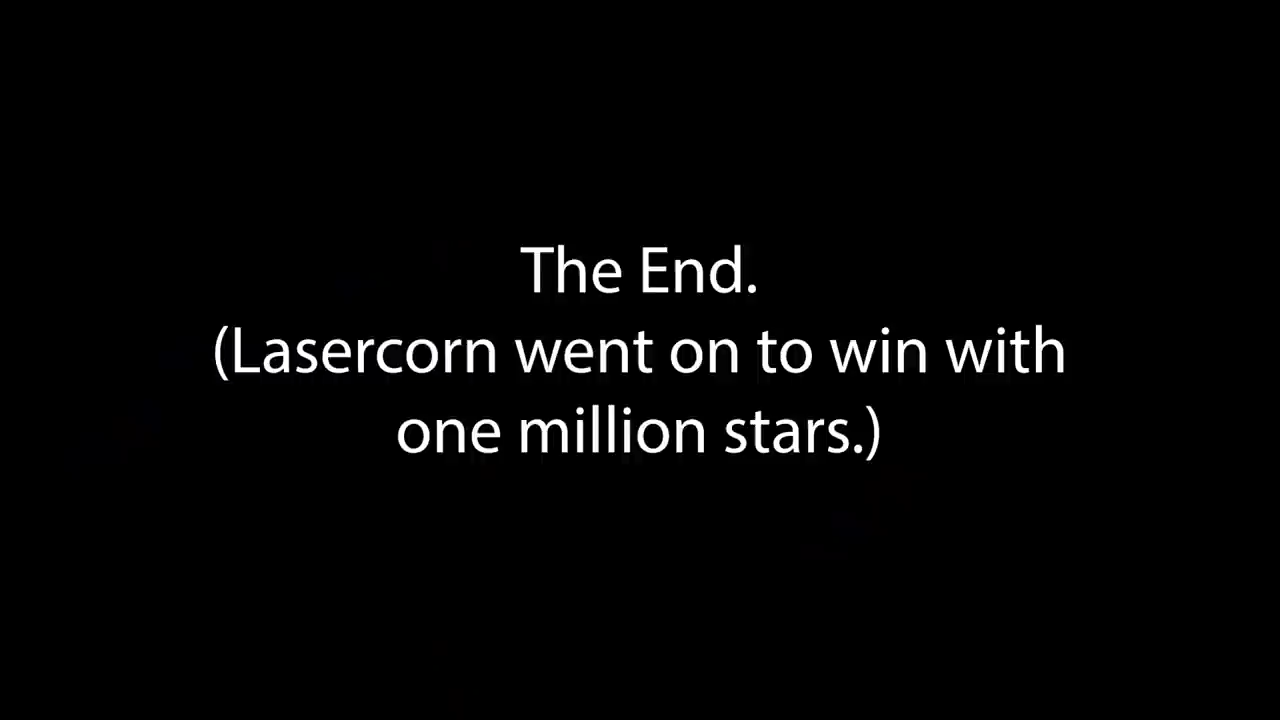 The End.
(Lasercorn went on to win with
one million stars.)